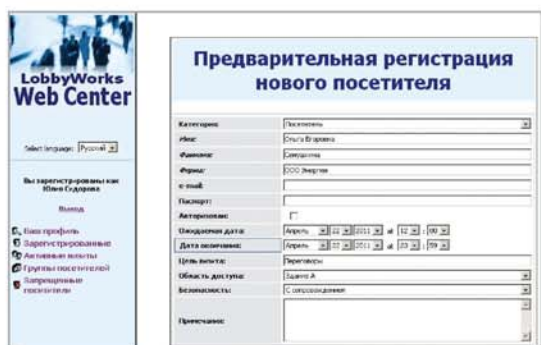 LobbyWorks
Web Center
Select language: Русский
Вы зарегистрированы как
Юлия Сидорова
Выход
Ваш профиль
Зарегистрированные
Активные визиты
Группы посетителей
Запрещенные
посетители
Предварительная регистрация
нового посетителя
Категория: Посетитель
Имя: Ольга Егоровна
Фамилия: Семушкина
Фирма: ООО Энергия
e-mail:
Паспорт:
Авторизован:
Ожидаемая дата: Апрель 22 2011 at 12 : 00
Дата окончания: Апрель 22 2011 at 23 : 59
Цель визита: Переговоры
Область доступа: Здание А
Безопасность: С сопровождением
Примечание: